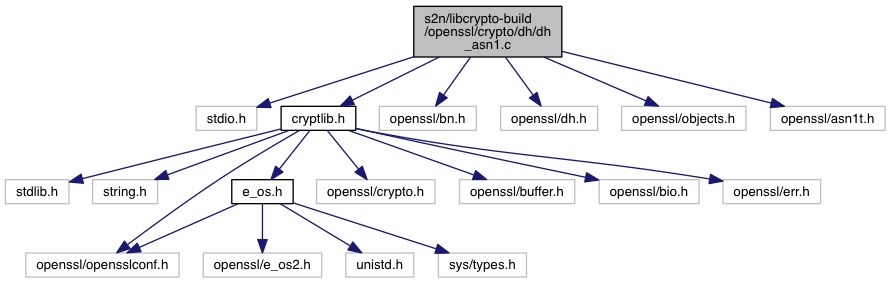 s2n/libcrypto-build
/openssl/crypto/dh/dh
_asn1.c
stdio.h
cryptlib.h
openssl/bn.h
openssl/dh.h
openssl/objects.h
openssl/asn1t.h
stdlib.h
string.h
e_os.h
openssl/crypto.h
openssl/buffer.h
openssl/bio.h
openssl/err.h
openssl/opensslconf.h
openssl/e_os2.h
unistd.h
sys/types.h